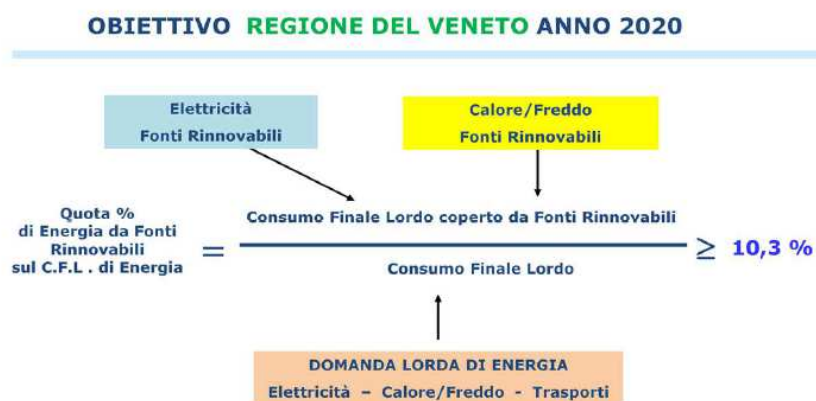 OBIETTIVO REGIONE DEL VENETO ANNO 2020
Elettricità
Fonti Rinnovabili
Calore/Freddo
Fonti Rinnovabili
Quota %
di Energia da Fonti
Rinnovabili
sul C.F.L . di Energia
=
Consumo Finale Lordo coperto da Fonti Rinnovabili
Consumo Finale Lordo
≥ 10,3 %
DOMANDA LORDA DI ENERGIA
Elettricità – Calore/Freddo - Trasporti